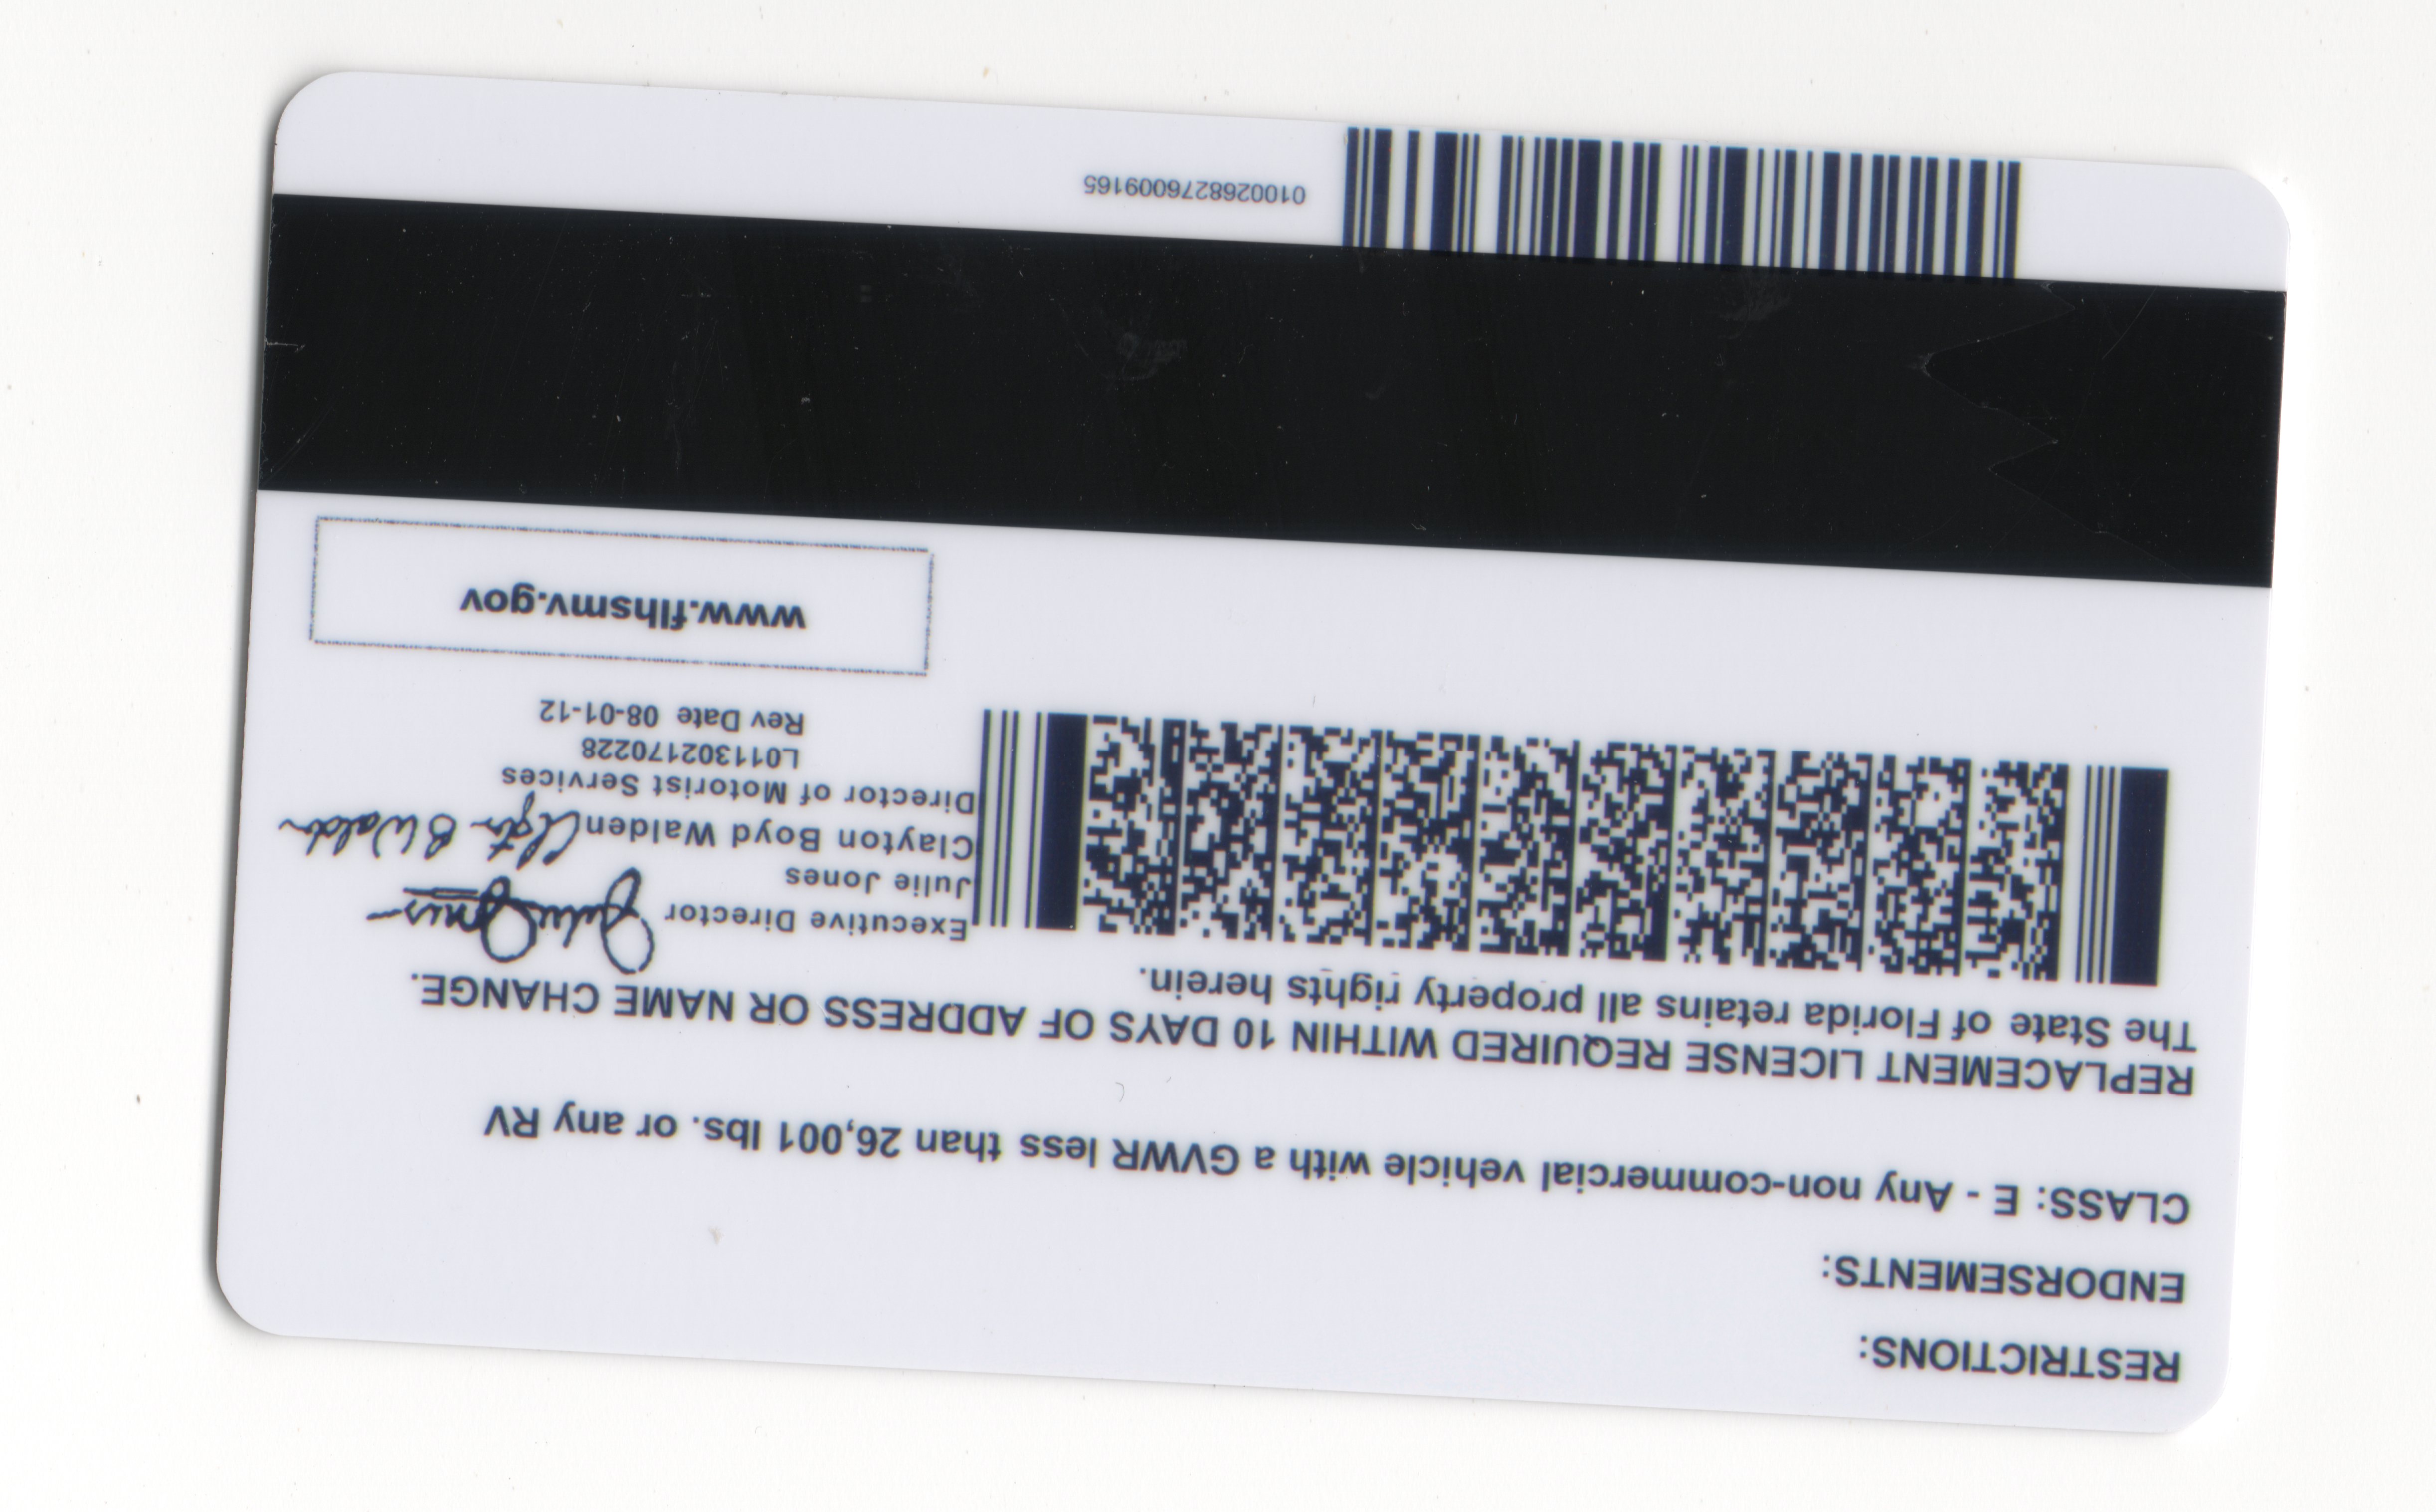 RESTRICTIONS:
ENDORSEMENTS:
CLASS: E - Any non-commercial vehicle with a GVWR less than 26,001 lbs. or any RV
REPLACEMENT LICENSE REQUIRED WITHIN 10 DAYS OF ADDRESS OR NAME CHANGE.
The State of Florida retains all property rights herein.
Executive Director Julie Jones
Julie Jones
Clayton Boyd Walden Clayton B Walden
Director of Motorist Services
L011302170228
Rev Date 08-01-12
www.flhsmv.gov
0100268276009165